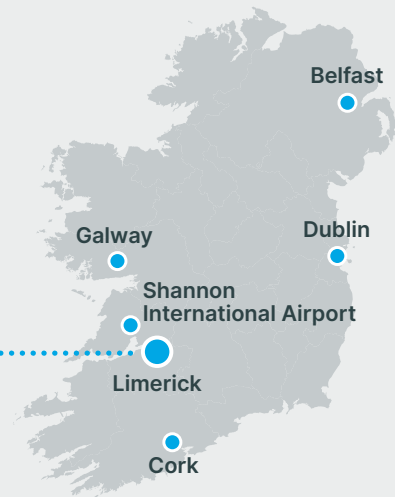 Belfast
Dublin
Galway
Shannon
International Airport
Limerick
Cork